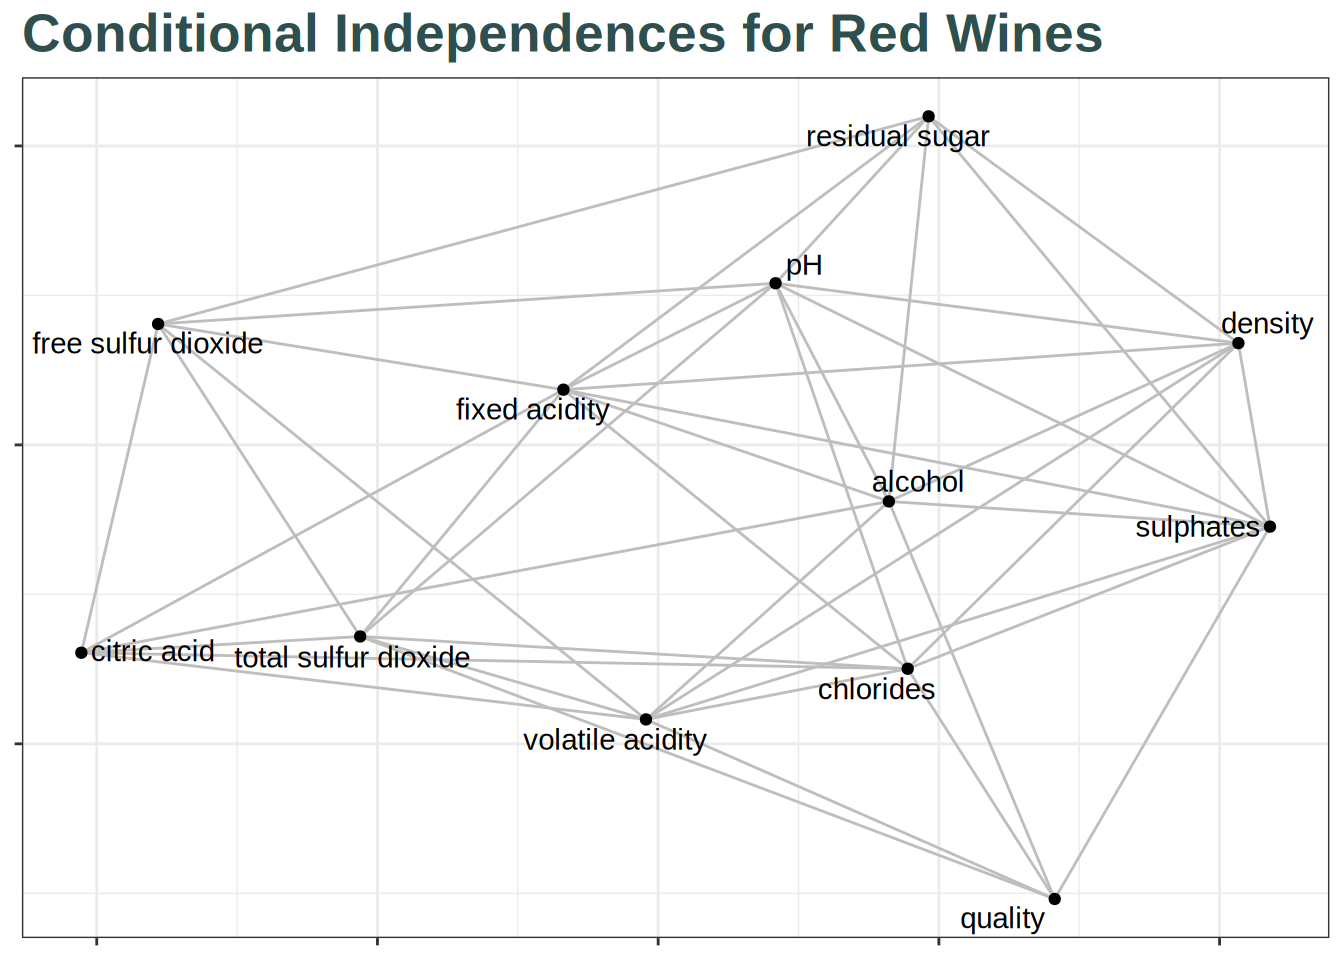 Conditional Independences for Red Wines
residual sugar
pH
density
free sulfur dioxide
fixed acidity
alcohol
sulphates
citric acid
total sulfur dioxide
chlorides
volatile acidity
quality